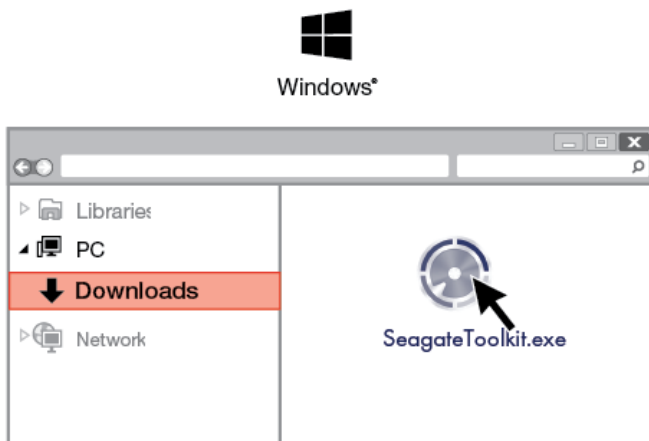 Windows®
Libraries
PC
Downloads
Network
SeagateToolkit.exe